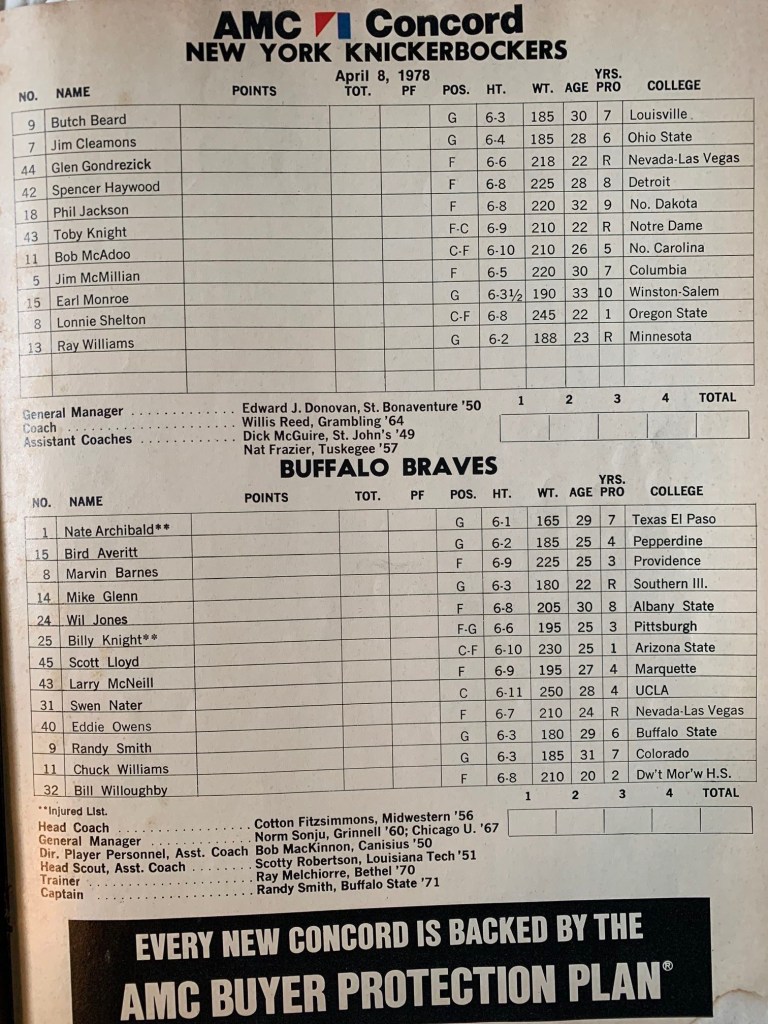 AMC Concord
NEW YORK KNICKERBOCKERS
April 8, 1978
NO. NAME POINTS TOT. PF POS. HT. WT. AGE YRS. PRO COLLEGE
9 Butch Beard G 6-3 185 30 7 Louisville
7 Jim Cleamons G 6-4 185 28 6 Ohio State
44 Glen Gondrezick F 6-6 218 22 R Nevada-Las Vegas
42 Spencer Haywood F 6-8 225 28 8 Detroit
18 Phil Jackson F 6-8 220 32 9 No. Dakota
43 Toby Knight F-C 6-9 210 22 R Notre Dame
11 Bob McAdoo C-F 6-10 210 26 5 No. Carolina
5 Jim McMillian F 6-5 220 30 7 Columbia
15 Earl Monroe G 6-3½ 190 33 10 Winston-Salem
8 Lonnie Shelton C-F 6-8 245 22 1 Oregon State
13 Ray Williams G 6-2 188 23 R Minnesota
1 2 3 4 TOTAL
General Manager . . . . . . . . . . . . . Edward J. Donovan, St. Bonaventure '50
Coach . . . . . . . . . . . . . . . . . . . . . Willis Reed, Grambling '64
Assistant Coaches . . . . . . . . . . . . Dick McGuire, St. John's '49
Nat Frazier, Tuskegee '57
BUFFALO BRAVES
NO. NAME POINTS TOT. PF POS. HT. WT. AGE YRS. PRO COLLEGE
1 Nate Archibald** G 6-1 165 29 7 Texas El Paso
15 Bird Averitt G 6-2 185 25 4 Pepperdine
8 Marvin Barnes F 6-9 225 25 3 Providence
14 Mike Glenn G 6-3 180 22 R Southern Ill.
24 Wil Jones F 6-8 205 30 8 Albany State
25 Billy Knight** F-G 6-6 195 25 3 Pittsburgh
45 Scott Lloyd C-F 6-10 230 25 1 Arizona State
43 Larry McNeill F 6-9 195 27 4 Marquette
31 Swen Nater C 6-11 250 28 4 UCLA
40 Eddie Owens F 6-7 210 24 R Nevada-Las Vegas
9 Randy Smith G 6-3 180 29 6 Buffalo State
11 Chuck Williams G 6-3 185 31 7 Colorado
32 Bill Willoughby F 6-8 210 20 2 Dw't Mor'w H.S.
1 2 3 4 TOTAL
**Injured List.
Head Coach . . . . . . . . . . . . . . . . Cotton Fitzsimmons, Midwestern '56
General Manager . . . . . . . . . . . . Norm Sonju, Grinnell '60; Chicago U. '67
Dir. Player Personnel, Asst. Coach Bob MacKinnon, Canisius '50
Head Scout, Asst. Coach . . . . . . . Scotty Robertson, Louisiana Tech '51
Trainer . . . . . . . . . . . . . . . . . . . . Ray Melchiorre, Bethel '70
Captain . . . . . . . . . . . . . . . . . . . Randy Smith, Buffalo State '71
EVERY NEW CONCORD IS BACKED BY THE
AMC BUYER PROTECTION PLAN®